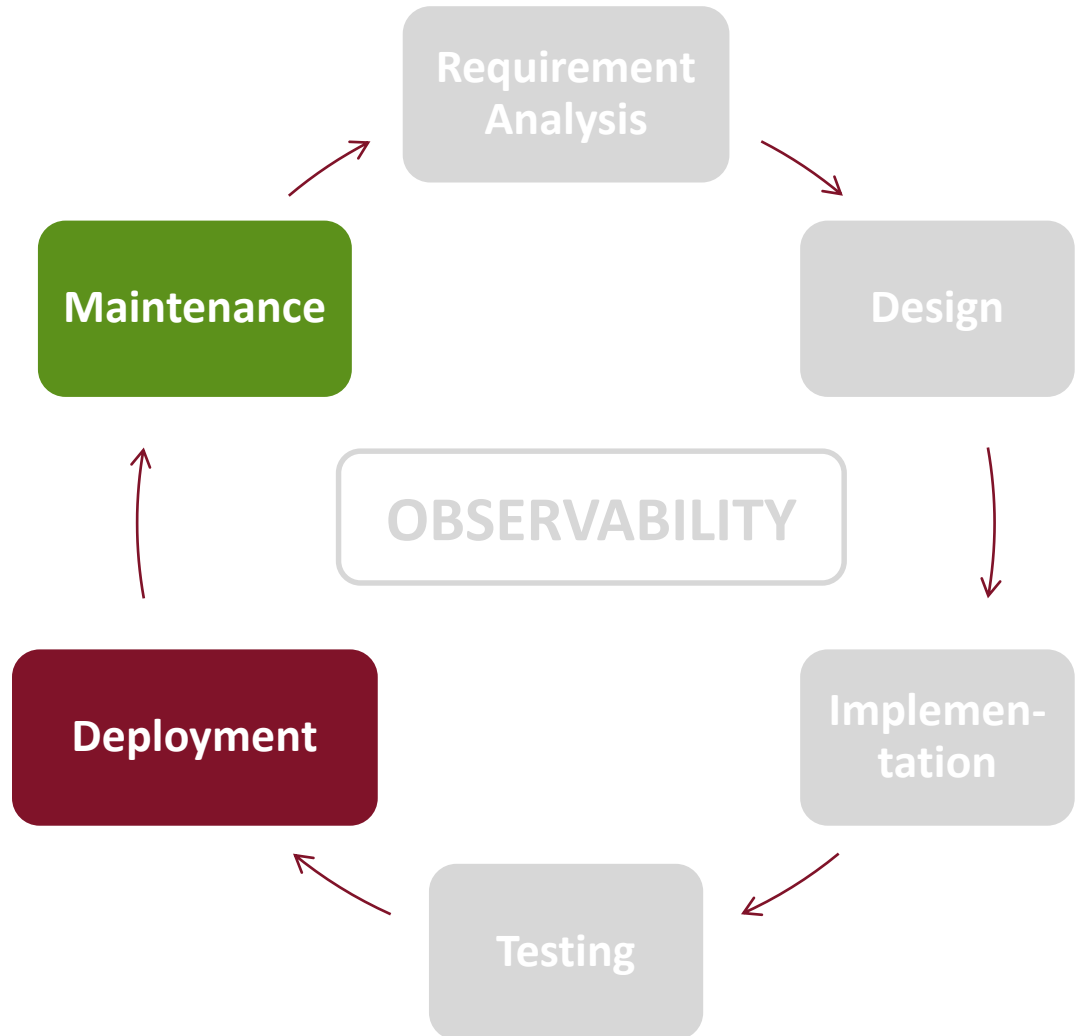 Requirement
Analysis
Maintenance
Design
OBSERVABILITY
Deployment
Implemen-
tation
Testing